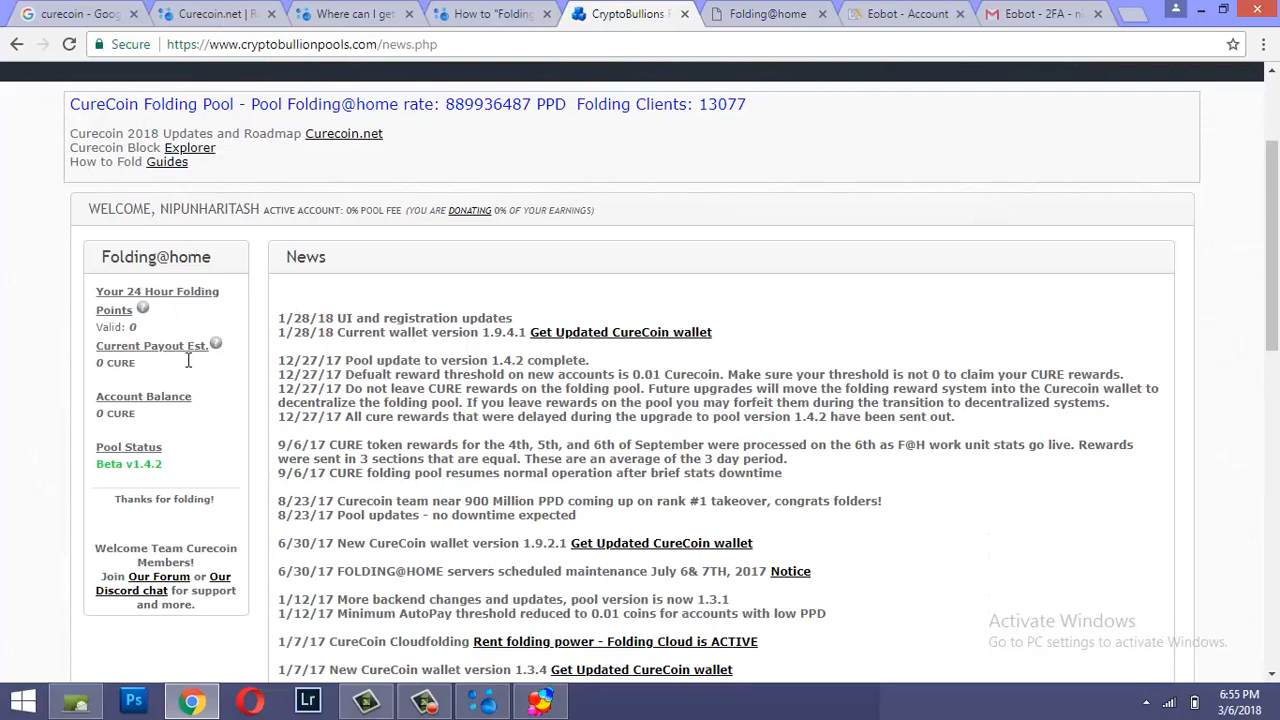 curecoin - Goog
Curecoin.net | R
Where can I get
How to "Folding
CryptoBullions F
Folding@home
Eobot - Account
Eobot - 2FA - ni
Secure https://www.cryptobullionpools.com/news.php
CureCoin Folding Pool - Pool Folding@home rate: 889936487 PPD Folding Clients: 13077
Curecoin 2018 Updates and Roadmap Curecoin.net
Curecoin Block Explorer
How to Fold Guides
WELCOME, NIPUNHARITASH ACTIVE ACCOUNT: 0% POOL FEE (YOU ARE DONATING 0% OF YOUR EARNINGS)
Folding@home
Your 24 Hour Folding
Points ?
Valid: 0
Current Payout Est. ?
0 CURE
Account Balance
0 CURE
Pool Status
Beta v1.4.2
Thanks for folding!
Welcome Team Curecoin
Members!
Join Our Forum or Our
Discord chat for support
and more.
News
1/28/18 UI and registration updates
1/28/18 Current wallet version 1.9.4.1 Get Updated CureCoin wallet
12/27/17 Pool update to version 1.4.2 complete.
12/27/17 Defualt reward threshold on new accounts is 0.01 Curecoin. Make sure your threshold is not 0 to claim your CURE rewards.
12/27/17 Do not leave CURE rewards on the folding pool. Future upgrades will move the folding reward system into the Curecoin wallet to
decentralize the folding pool. If you leave rewards on the pool you may forfeit them during the transition to decentralized systems.
12/27/17 All cure rewards that were delayed during the upgrade to pool version 1.4.2 have been sent out.
9/6/17 CURE token rewards for the 4th, 5th, and 6th of September were processed on the 6th as F@H work unit stats go live. Rewards
were sent in 3 sections that are equal. These are an average of the 3 day period.
9/6/17 CURE folding pool resumes normal operation after brief stats downtime
8/23/17 Curecoin team near 900 Million PPD coming up on rank #1 takeover, congrats folders!
8/23/17 Pool updates - no downtime expected
6/30/17 New CureCoin wallet version 1.9.2.1 Get Updated CureCoin wallet
6/30/17 FOLDING@HOME servers scheduled maintenance July 6& 7TH, 2017 Notice
1/12/17 More backend changes and updates, pool version is now 1.3.1
1/12/17 Minimum AutoPay threshold reduced to 0.01 coins for accounts with low PPD
1/7/17 CureCoin Cloudfolding Rent folding power - Folding Cloud is ACTIVE
1/7/17 New CureCoin wallet version 1.3.4 Get Updated CureCoin wallet
Activate Windows
Go to PC settings to activate Windows.
Ps
Lr
6:55 PM
3/6/2018